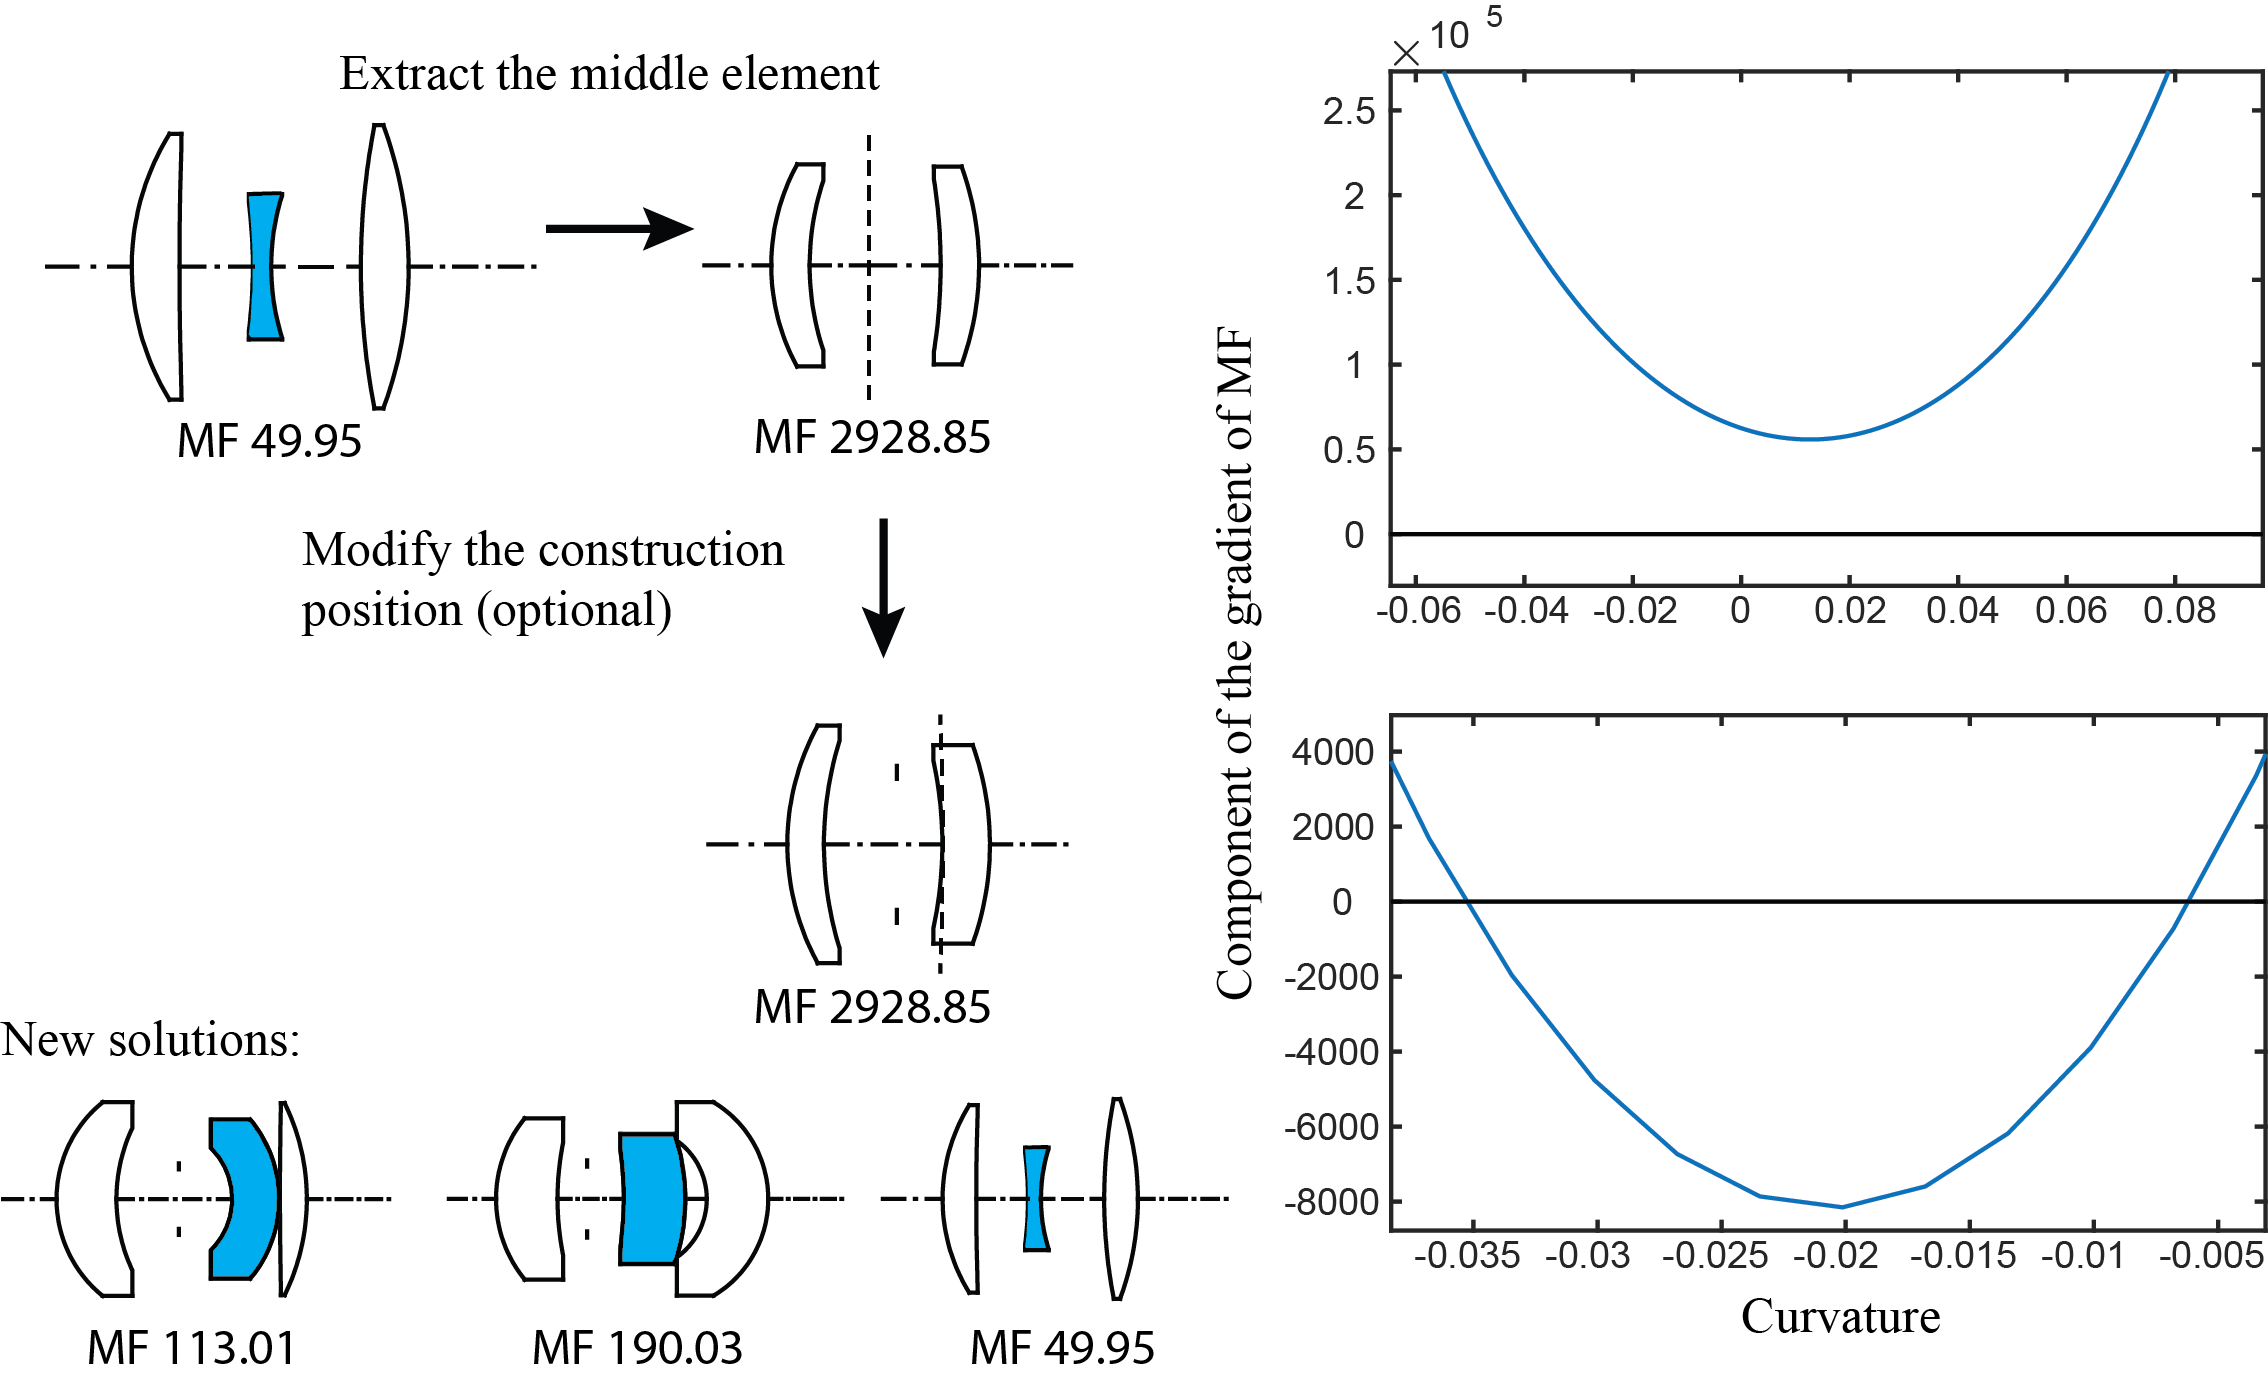 Extract the middle element
MF 49.95
MF 2928.85
Modify the construction
position (optional)
MF 2928.85
New solutions:
MF 113.01
MF 190.03
MF 49.95
Component of the gradient of MF
× 10 5
2.5
2
1.5
1
0.5
0
-0.06 -0.04 -0.02 0 0.02 0.04 0.06 0.08
4000
2000
0
-2000
-4000
-6000
-8000
-0.035 -0.03 -0.025 -0.02 -0.015 -0.01 -0.005
Curvature